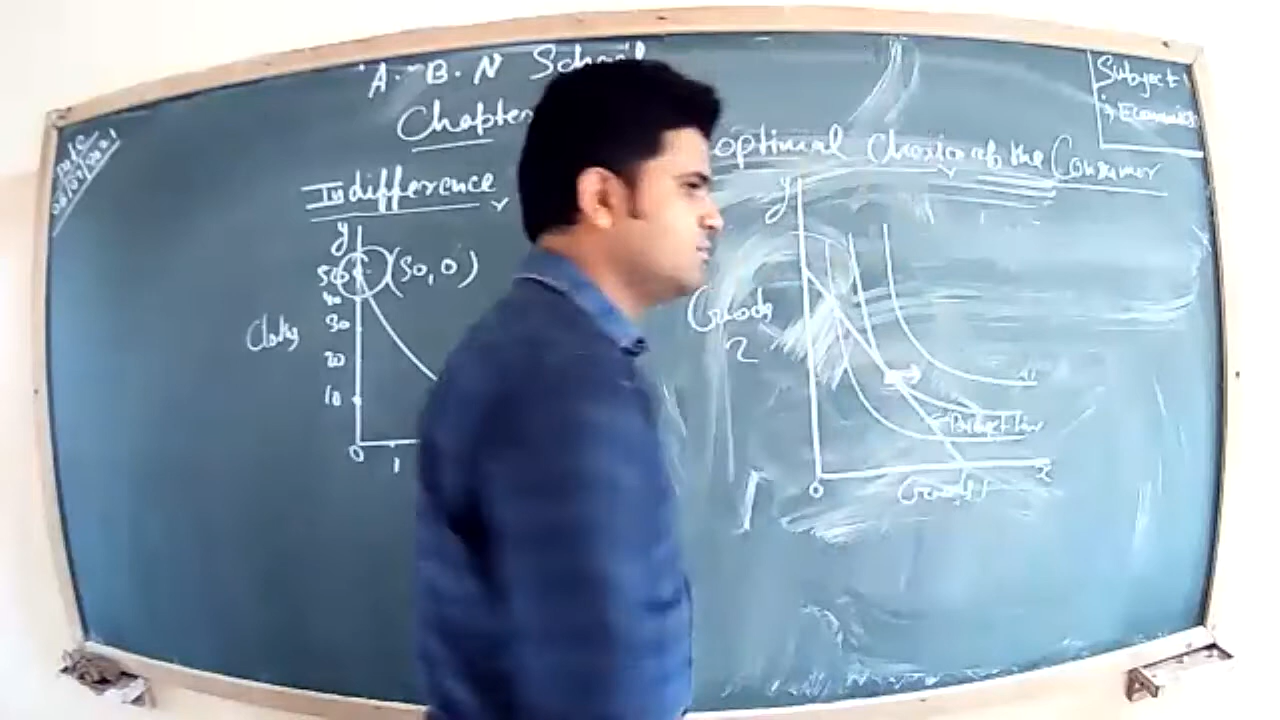 A.B.N School
Chapter
Subject
Economics
Date
Indifference
optimal Choice of the Consumer
y
50
(50,0)
40
30
20
10
0
1
y
Goods
2
Budget line
0
Goods 1
x